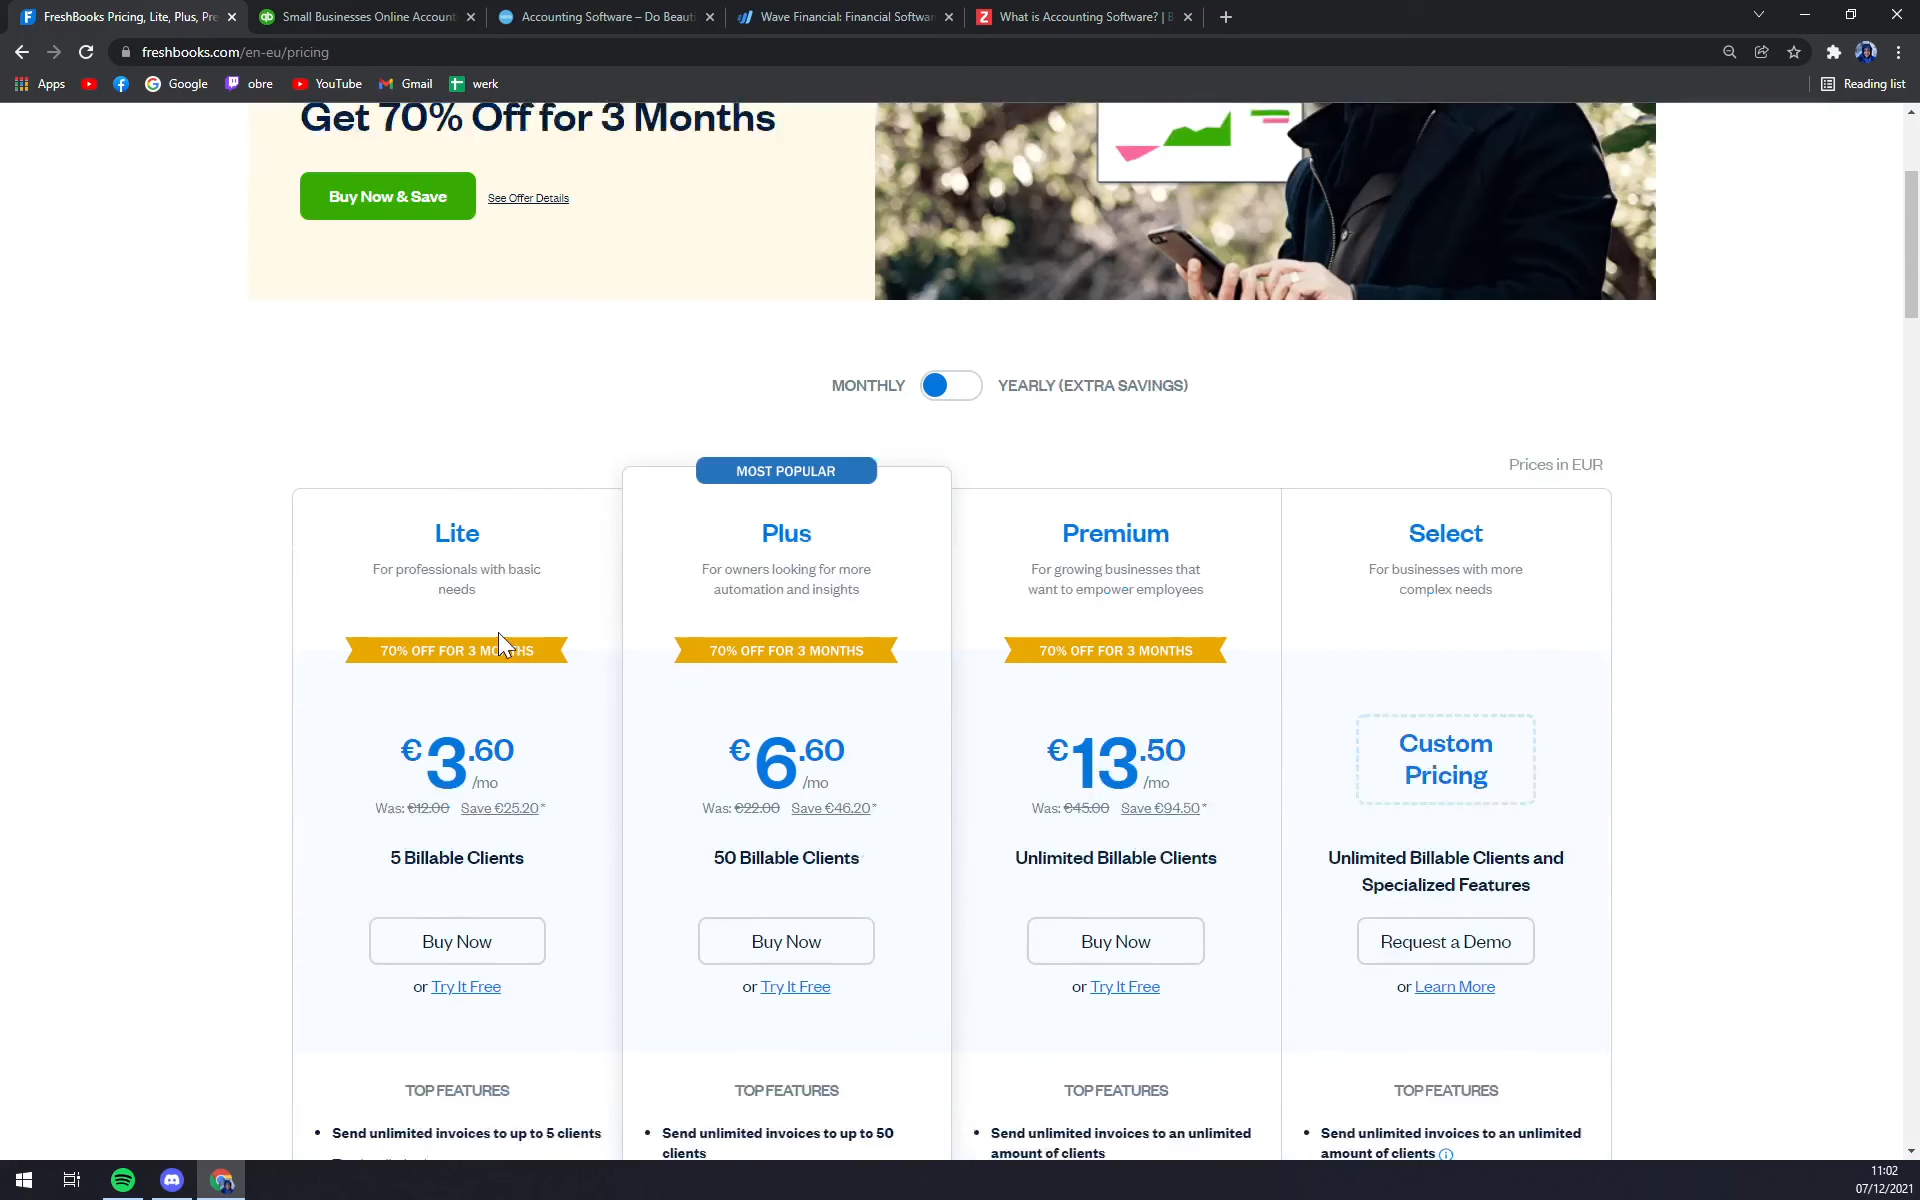 FreshBooks Pricing, Lite, Plus, Pre
Small Businesses Online Account
Accounting Software – Do Beaut
Wave Financial: Financial Softwar
What is Accounting Software? | B
freshbooks.com/en-eu/pricing
Apps
Google
obre
YouTube
Gmail
werk
Reading list
Get 70% Off for 3 Months
Buy Now & Save
See Offer Details
MONTHLY
YEARLY (EXTRA SAVINGS)
Prices in EUR
MOST POPULAR
Lite
For professionals with basic
needs
70% OFF FOR 3 MONTHS
€3.60
/mo
Was: €12.00 Save €25.20*
5 Billable Clients
Buy Now
or Try It Free
TOP FEATURES
• Send unlimited invoices to up to 5 clients
Plus
For owners looking for more
automation and insights
70% OFF FOR 3 MONTHS
€6.60
/mo
Was: €22.00 Save €46.20*
50 Billable Clients
Buy Now
or Try It Free
TOP FEATURES
• Send unlimited invoices to up to 50
clients
Premium
For growing businesses that
want to empower employees
70% OFF FOR 3 MONTHS
€13.50
/mo
Was: €45.00 Save €94.50*
Unlimited Billable Clients
Buy Now
or Try It Free
TOP FEATURES
• Send unlimited invoices to an unlimited
amount of clients
Select
For businesses with more
complex needs
Custom
Pricing
Unlimited Billable Clients and
Specialized Features
Request a Demo
or Learn More
TOP FEATURES
• Send unlimited invoices to an unlimited
amount of clients
11:02
07/12/2021